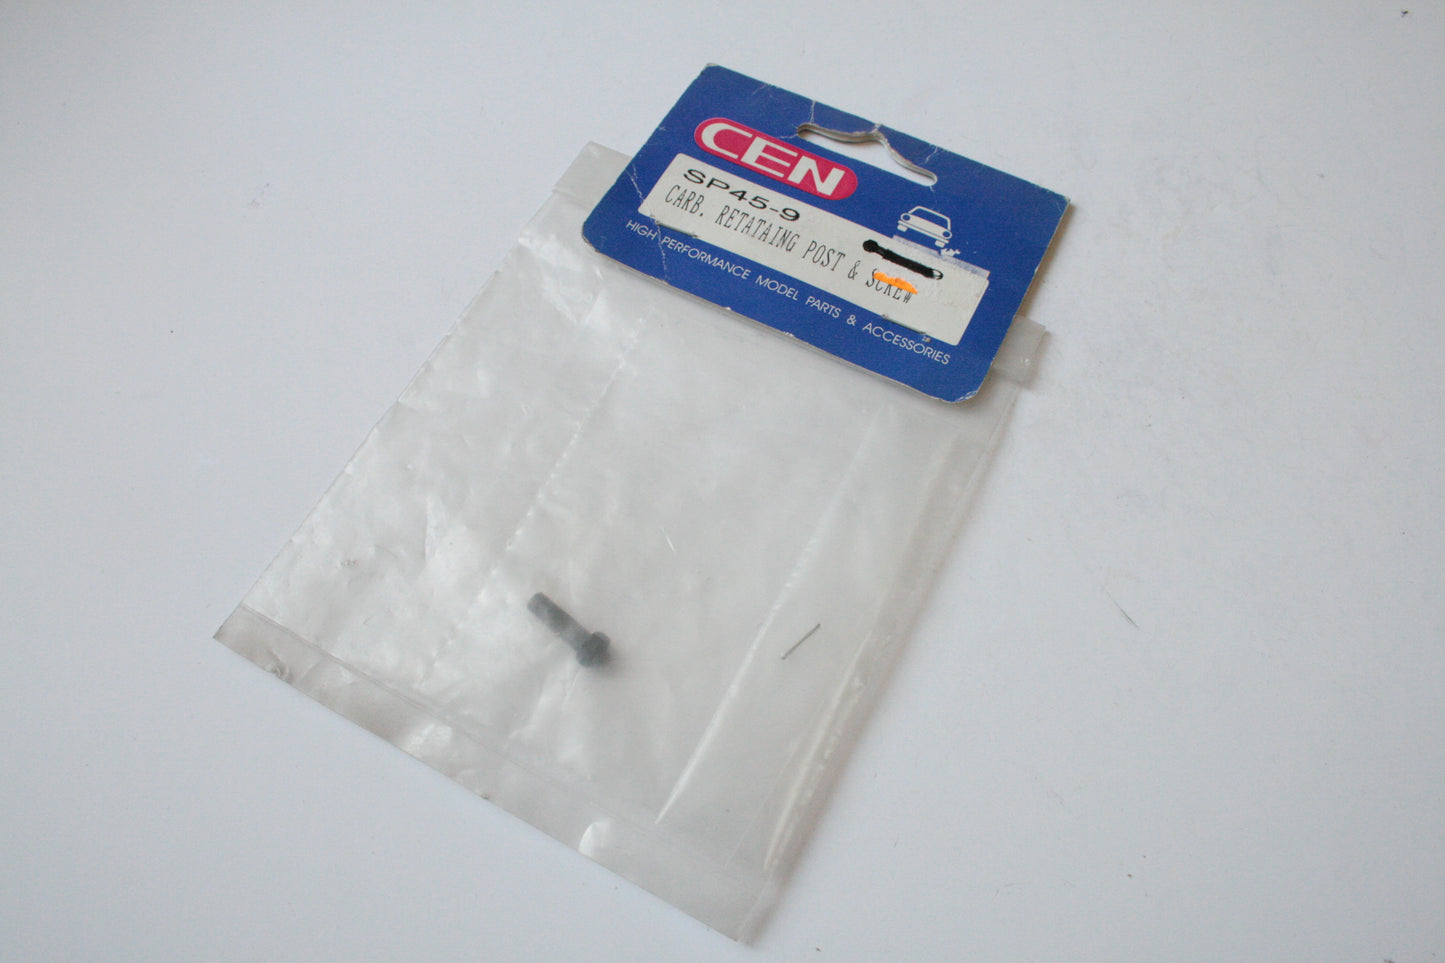 CEN
SP45-9
CARB. RETATAING POST & SCREW
HIGH PERFORMANCE MODEL PARTS & ACCESSORIES